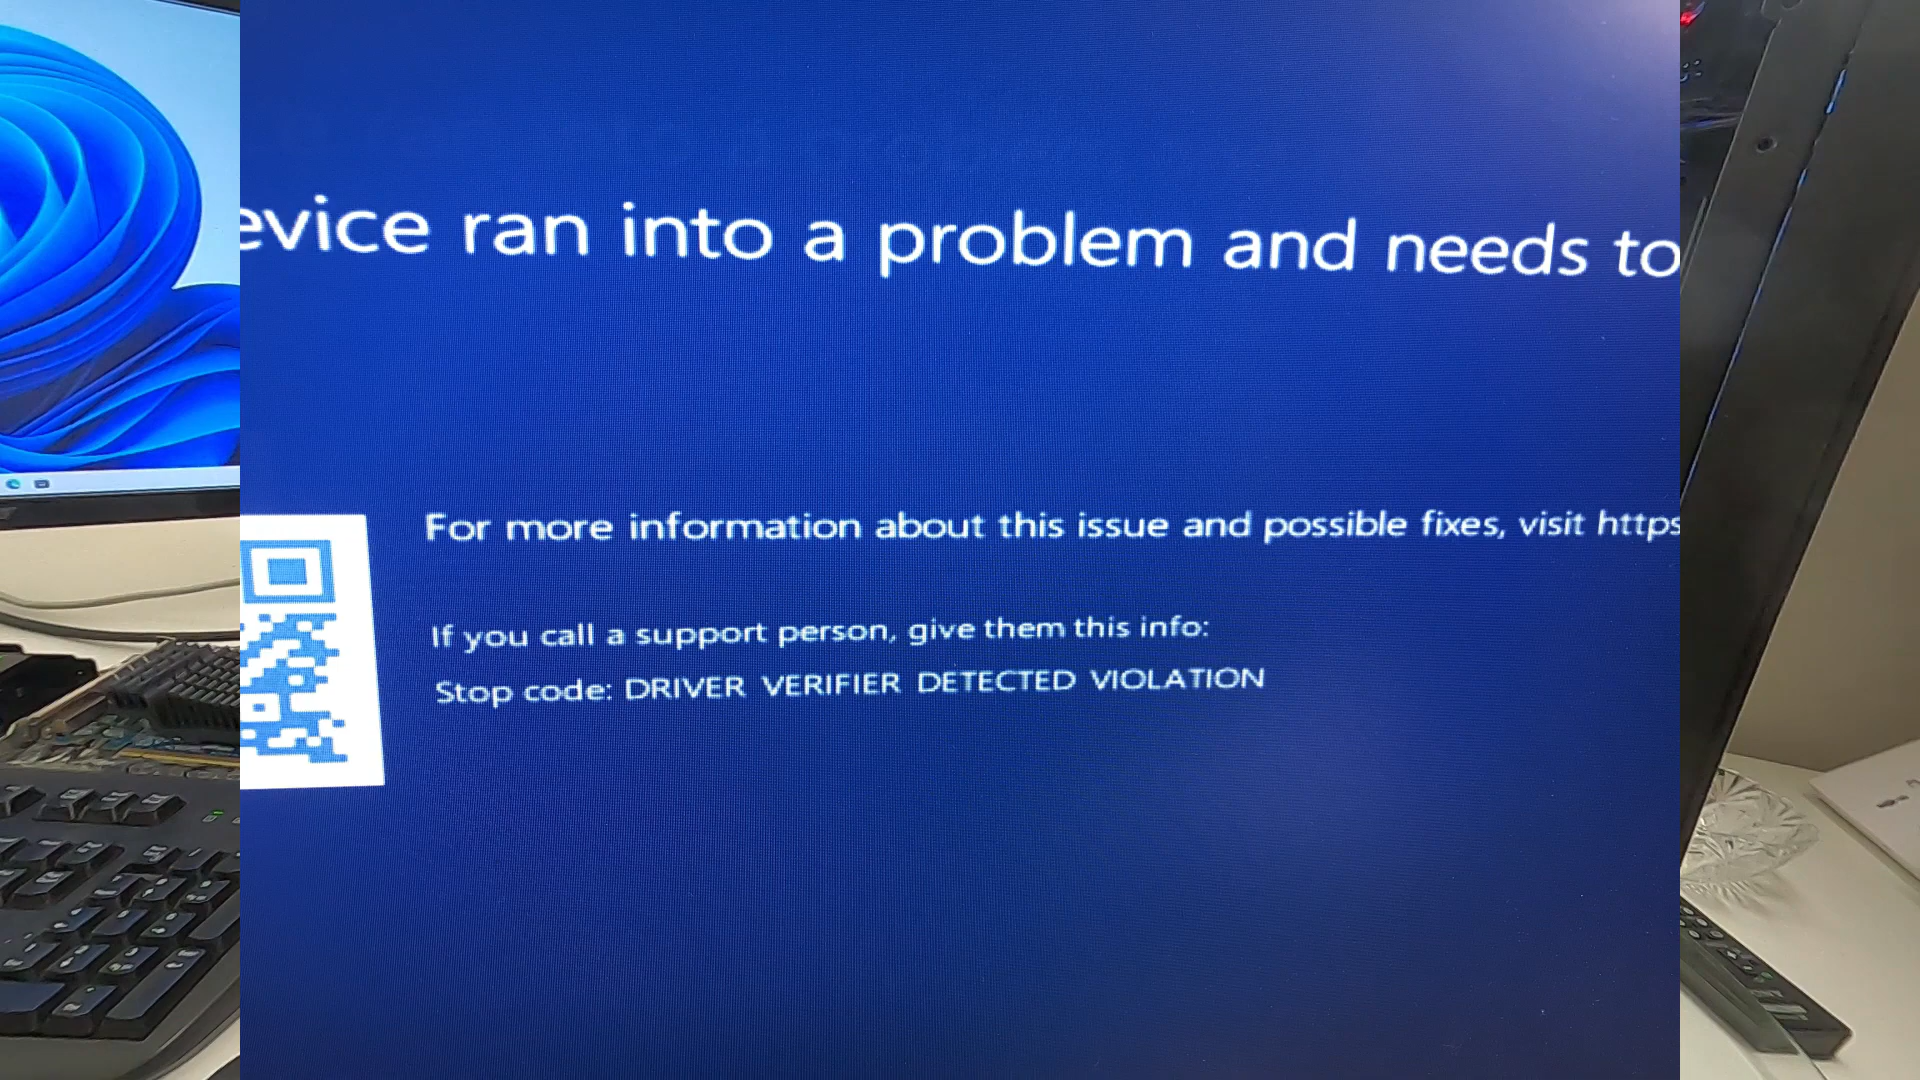 evice ran into a problem and needs to
For more information about this issue and possible fixes, visit https
If you call a support person, give them this info:
Stop code: DRIVER VERIFIER DETECTED VIOLATION